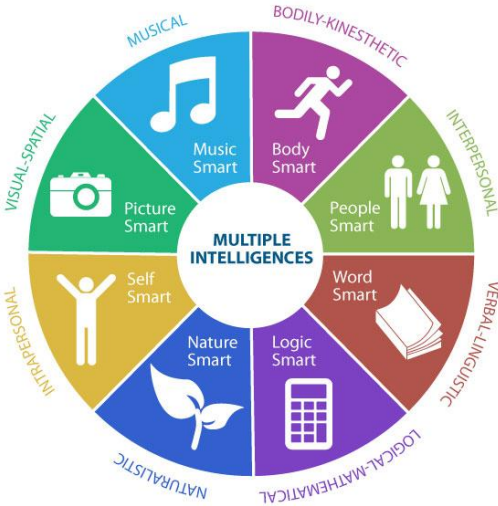 MUSICAL
BODILY-KINESTHETIC
INTERPERSONAL
VERBAL-LINGUISTIC
LOGICAL-MATHEMATICAL
NATURALISTIC
INTRAPERSONAL
VISUAL-SPATIAL
Music
Smart
Body
Smart
People
Smart
Word
Smart
Logic
Smart
Nature
Smart
Self
Smart
Picture
Smart
MULTIPLE
INTELLIGENCES